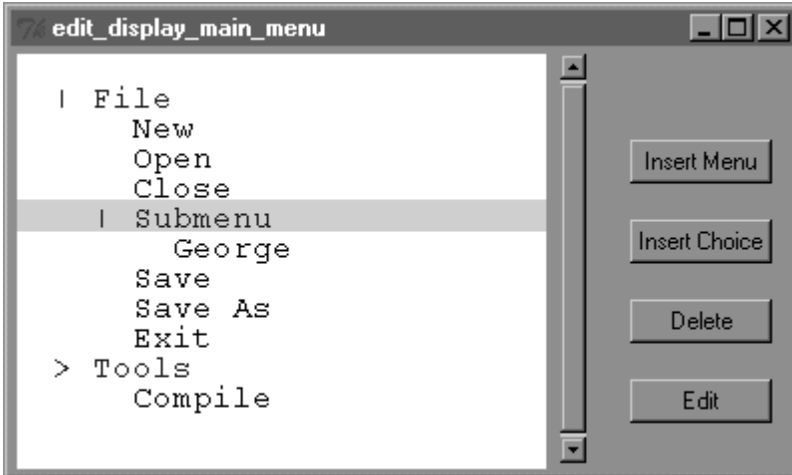 edit_display_main_menu
| File
New
Open
Close
| Submenu
George
Save
Save As
Exit
> Tools
Compile
Insert Menu
Insert Choice
Delete
Edit